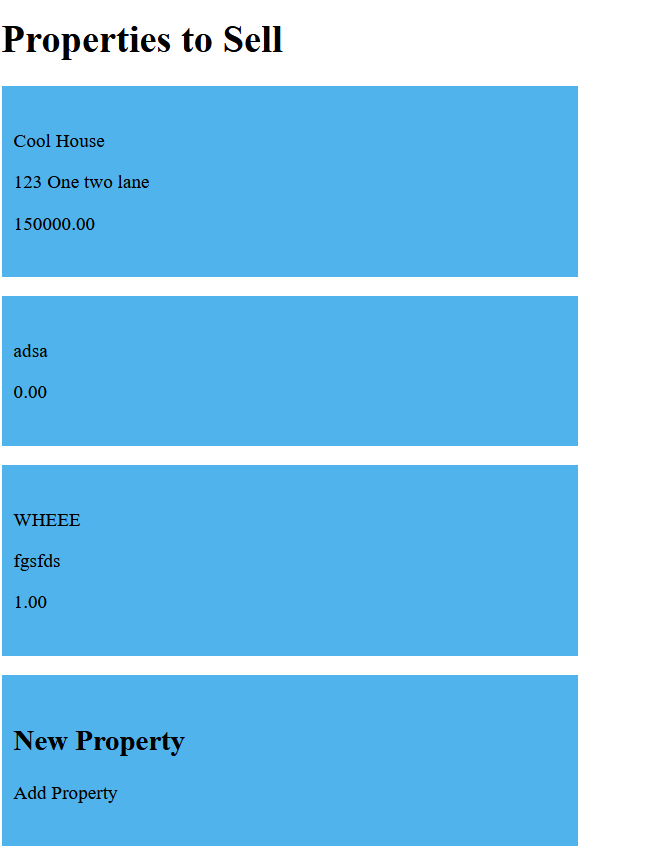 Properties to Sell
Cool House
123 One two lane
150000.00
adsa
0.00
WHEEE
fgsfds
1.00
New Property
Add Property